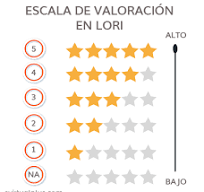 ESCALA DE VALORACIÓN
EN LORI
ALTO
5
4
3
2
1
NA
BAJO